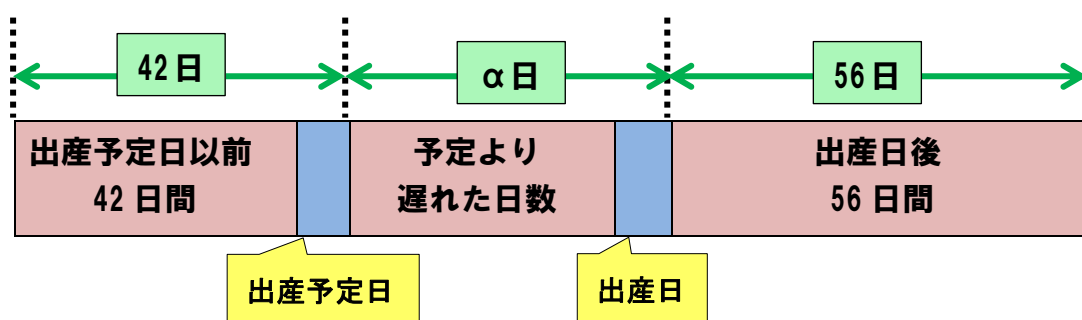 42日
α日
56日
出産予定日以前
42日間
予定より
遅れた日数
出産日後
56日間
出産予定日
出産日